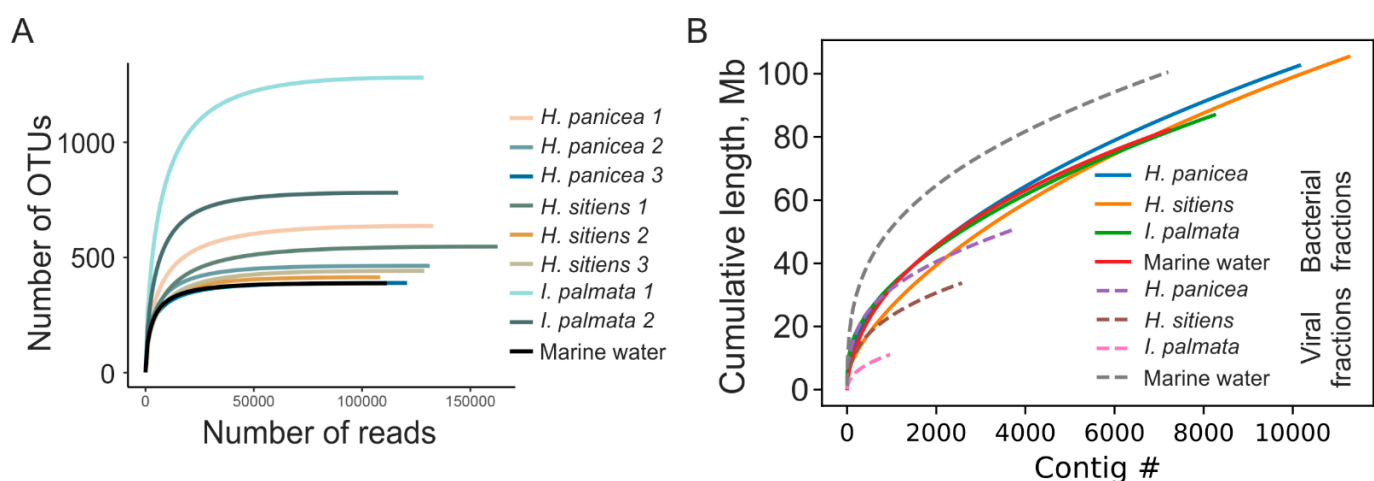 A
Number of OTUs
1000
500
0
0
50000
100000
150000
Number of reads
H. panicea 1
H. panicea 2
H. panicea 3
H. sitiens 1
H. sitiens 2
H. sitiens 3
I. palmata 1
I. palmata 2
Marine water
B
Cumulative length, Mb
100
80
60
40
20
0
0
2000
4000
6000
8000
10000
Contig #
H. panicea
H. sitiens
I. palmata
Marine water
Bacterial
fractions
H. panicea
H. sitiens
I. palmata
Marine water
Viral
fractions